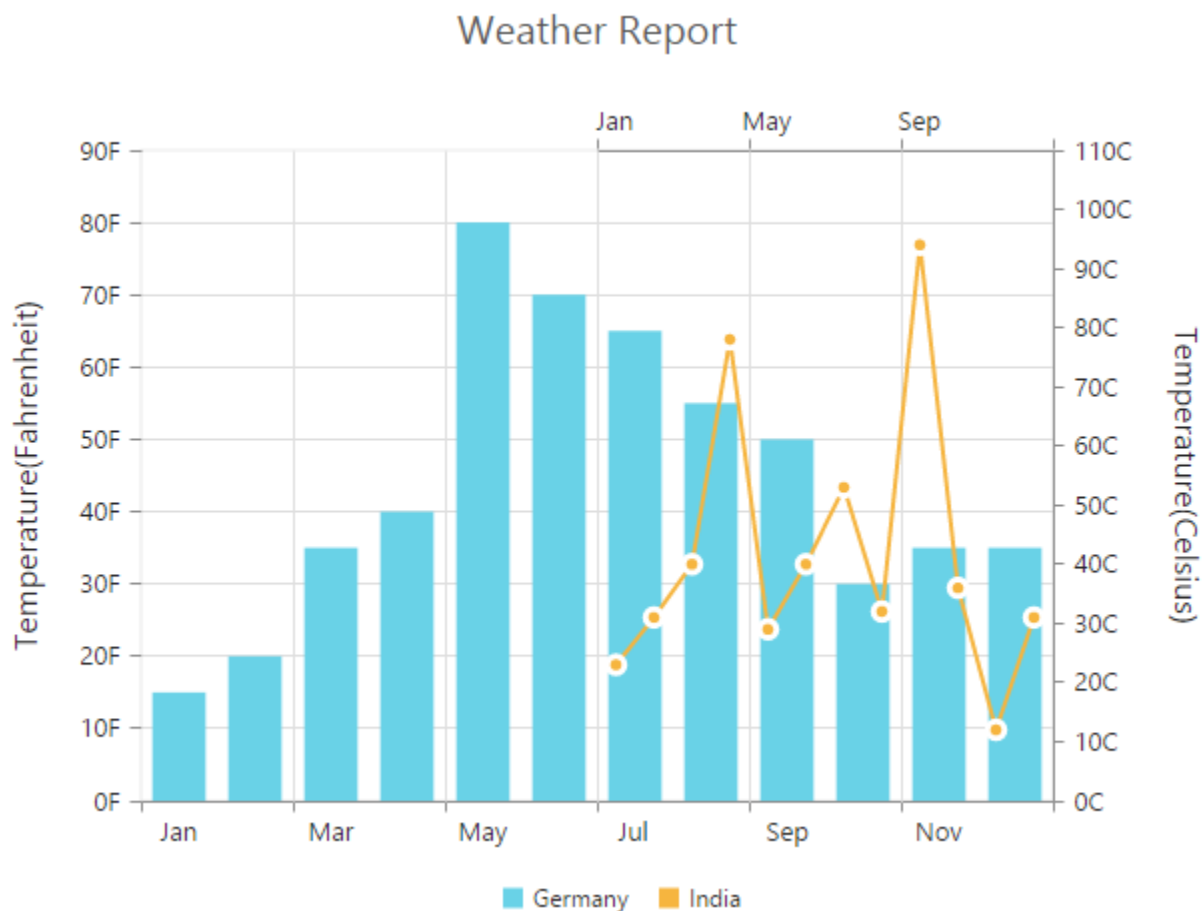 Weather Report
Jan May Sep
90F 110C
80F 100C
70F 90C
60F 80C
50F 70C
40F 60C
30F 50C
20F 40C
10F 30C
0F 20C
10C
0C
Temperature(Fahrenheit)
Temperature(Celsius)
Jan Mar May Jul Sep Nov
Germany India